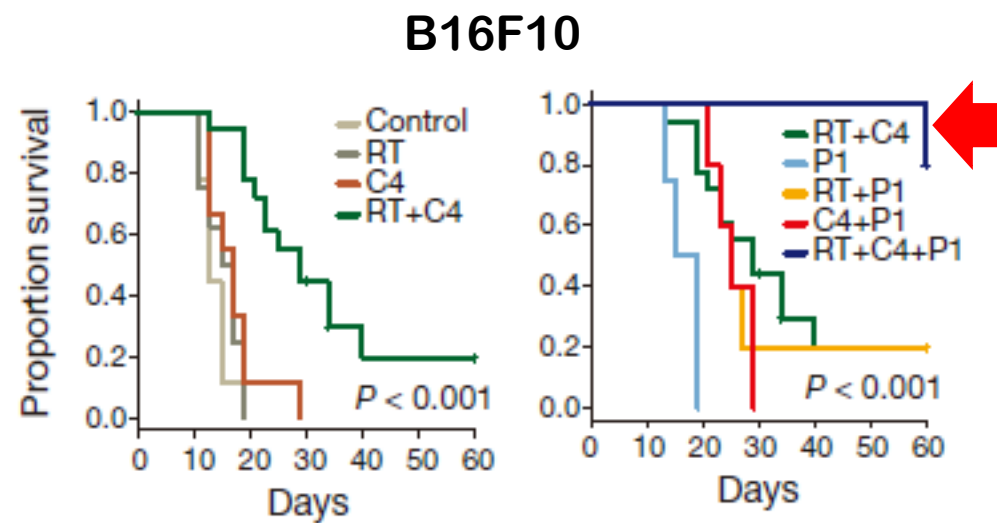 B16F10
Proportion survival
1.0
0.8
0.6
0.4
0.2
0.0
Control
RT
C4
RT+C4
P < 0.001
0 10 20 30 40 50 60
Days
1.0
0.8
0.6
0.4
0.2
0.0
RT+C4
P1
RT+P1
C4+P1
RT+C4+P1
P < 0.001
0 10 20 30 40 50 60
Days